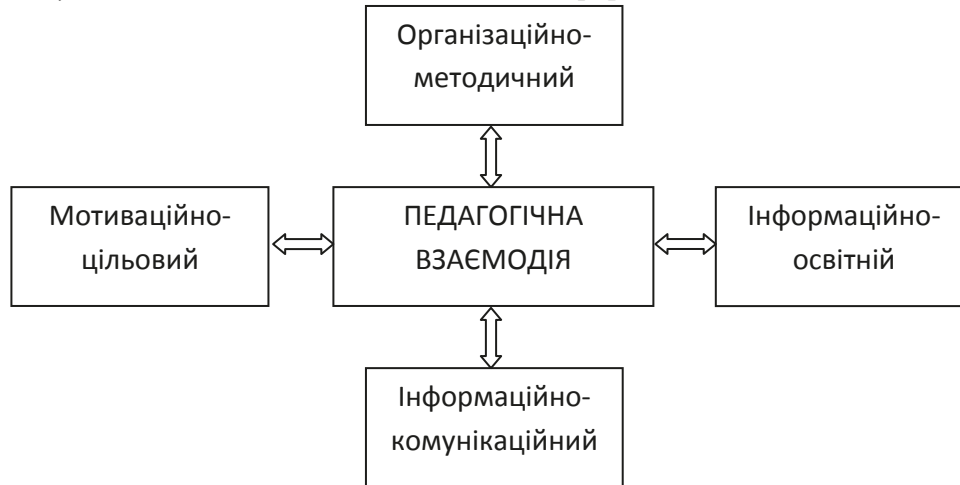 Організаційно-
методичний
Мотиваційно-
цільовий
ПЕДАГОГІЧНА
ВЗАЄМОДІЯ
Інформаційно-
освітній
Інформаційно-
комунікаційний